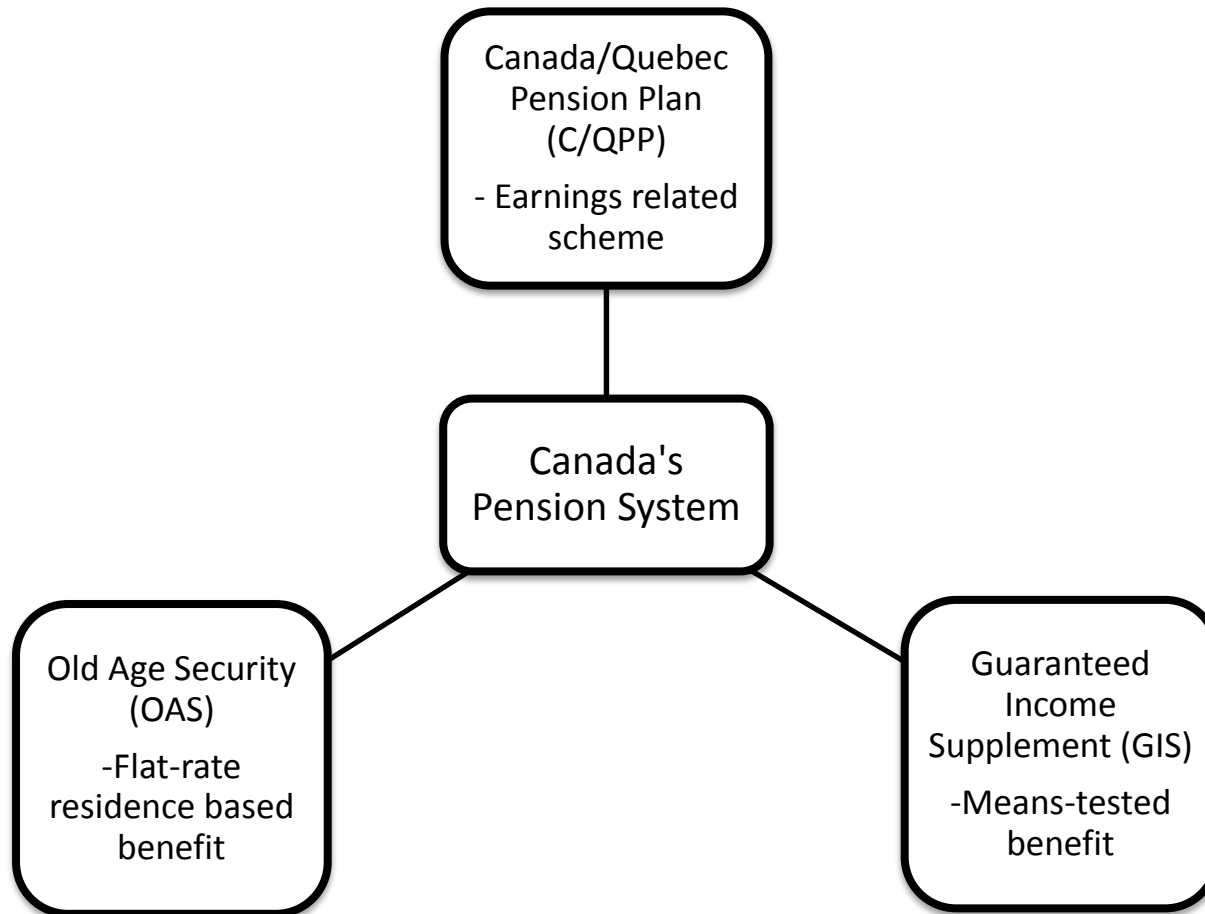 Canada/Quebec
Pension Plan
(C/QPP)
- Earnings related
scheme
Canada's
Pension System
Old Age Security
(OAS)
-Flat-rate
residence based
benefit
Guaranteed
Income
Supplement (GIS)
-Means-tested
benefit